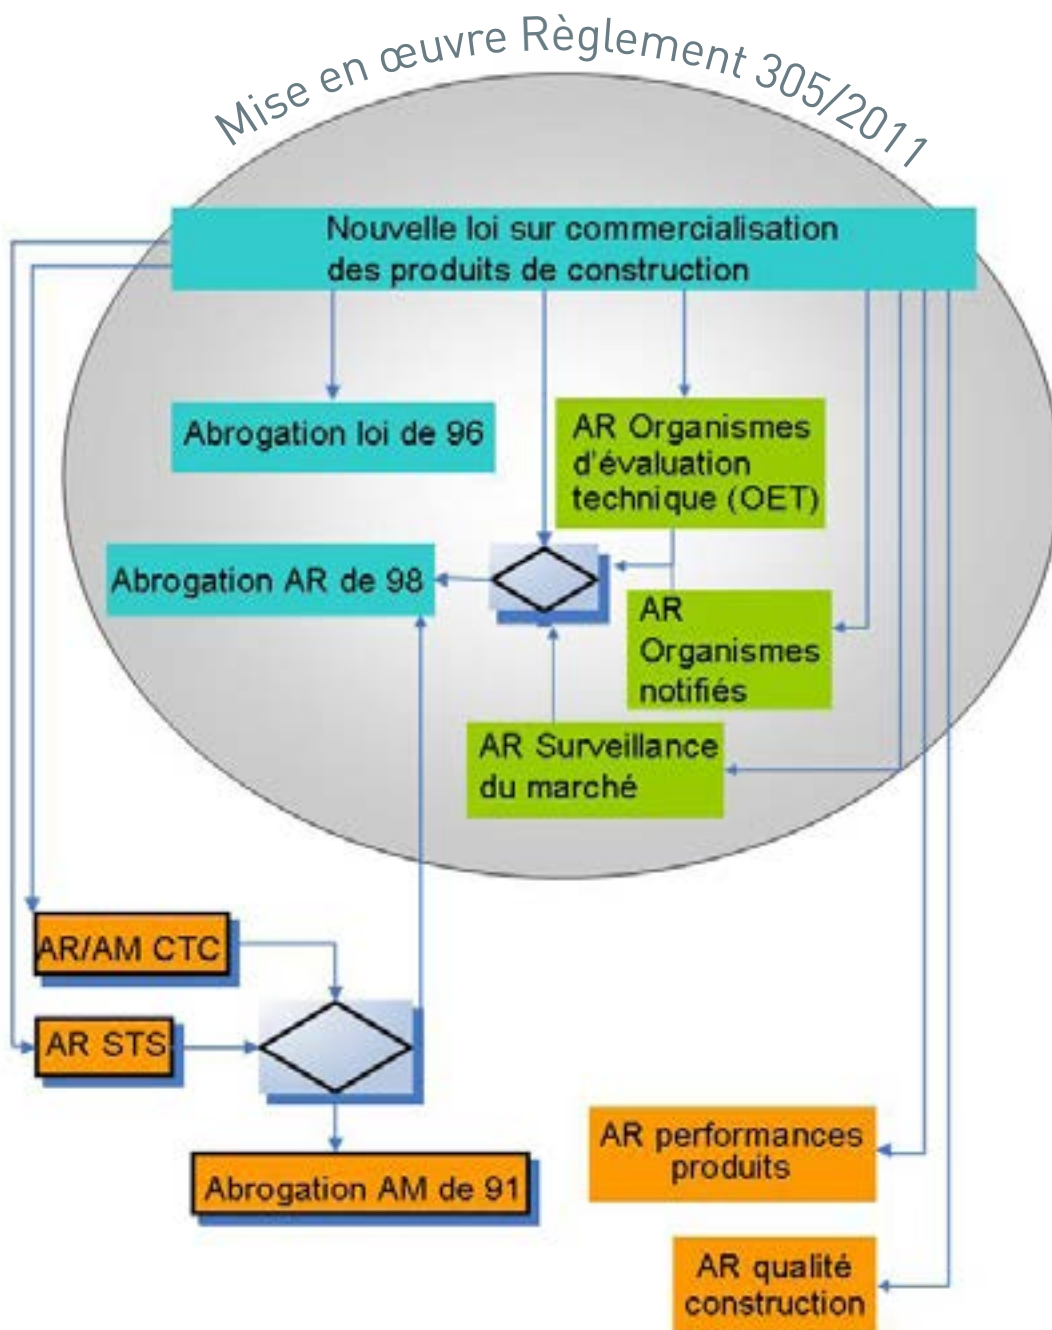 Mise en œuvre Règlement 305/2011
Nouvelle loi sur commercialisation
des produits de construction
Abrogation loi de 96
AR Organismes
d'évaluation
technique (OET)
Abrogation AR de 98
AR
Organismes
notifiés
AR Surveillance
du marché
AR/AM CTC
AR STS
Abrogation AM de 91
AR performances
produits
AR qualité
construction